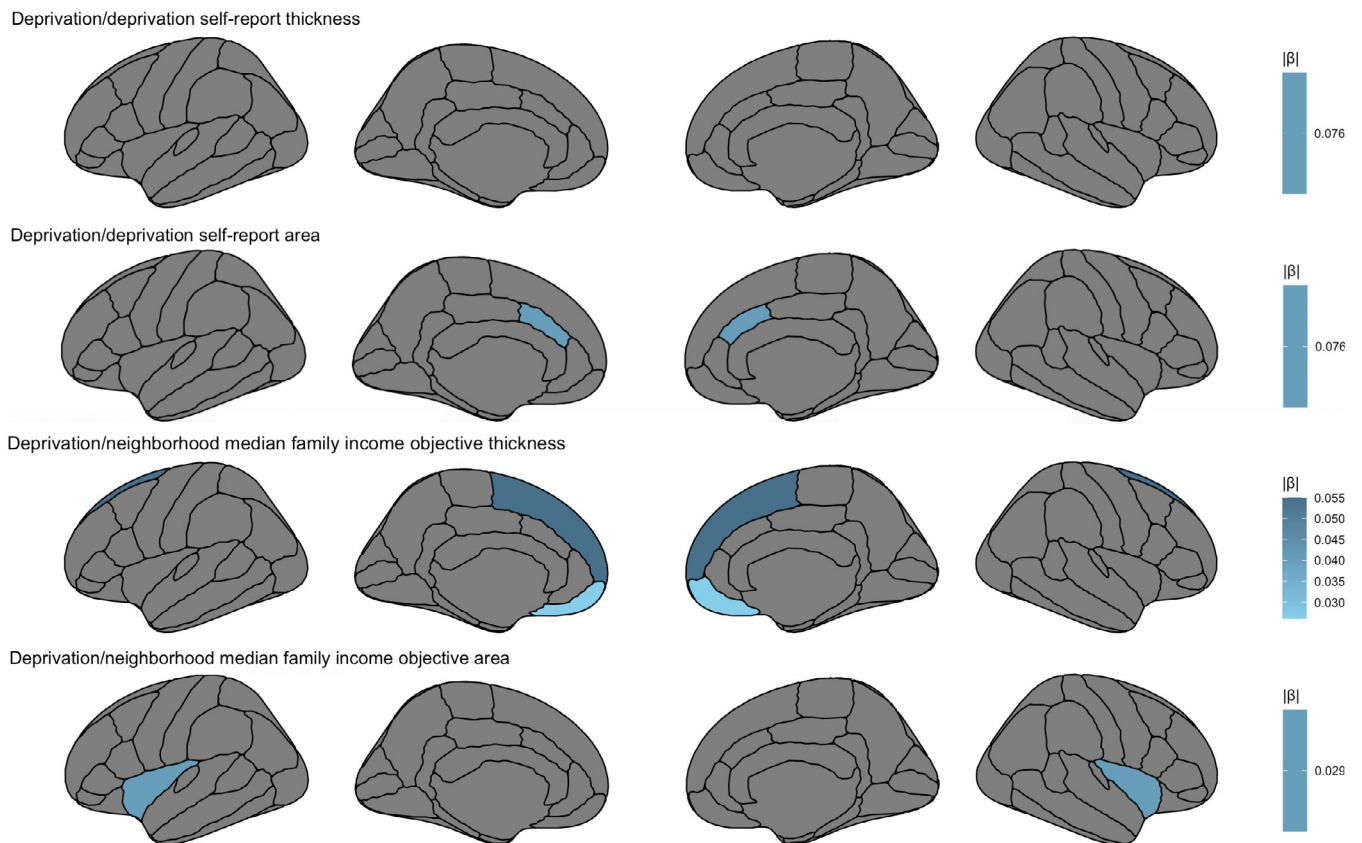 Deprivation/deprivation self-report thickness
|β|
0.076
Deprivation/deprivation self-report area
|β|
0.076
Deprivation/neighborhood median family income objective thickness
|β|
0.055
0.050
0.045
0.040
0.035
0.030
Deprivation/neighborhood median family income objective area
|β|
0.029